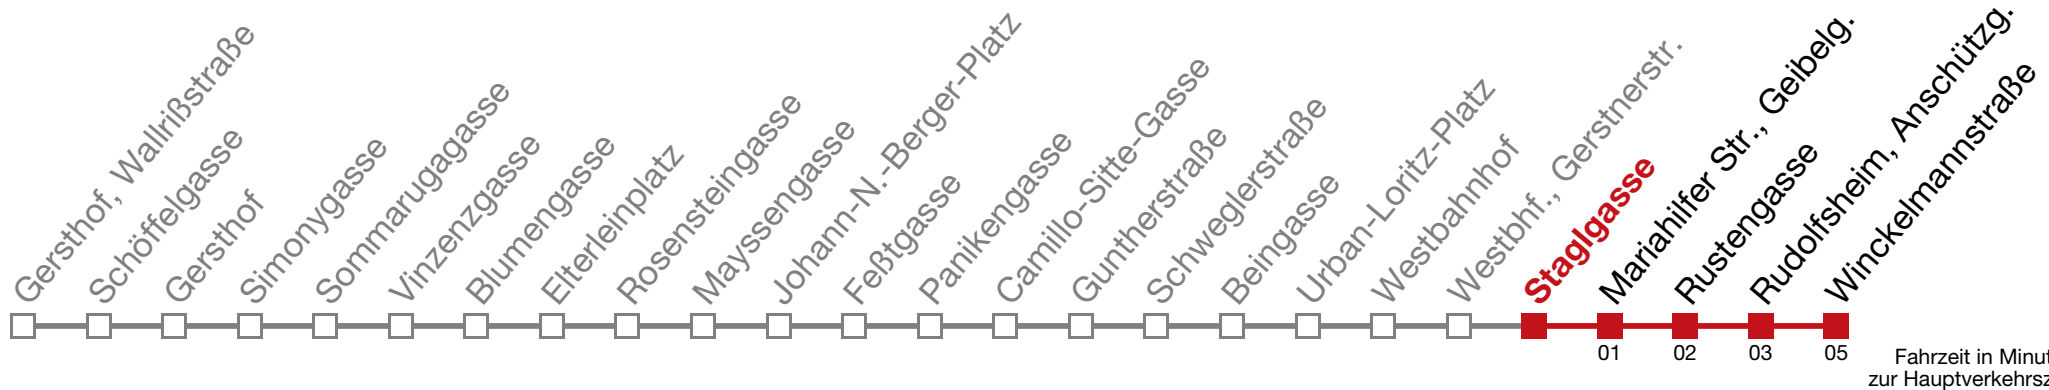 Gersthof, Wallrißstraße
Schöffelgasse
Gersthof
Simonygasse
Sommarugagasse
Vinzenzgasse
Blumengasse
Elterleinplatz
Rosensteingasse
Mayssengasse
Johann-N.-Berger-Platz
Feßtgasse
Panikengasse
Camillo-Sitte-Gasse
Guntherstraße
Schweglerstraße
Beingasse
Urban-Loritz-Platz
Westbahnhof
Westbhf., Gerstnerstr.
Staglgasse
Mariahilfer Str., Geibelg.
Rustengasse
Rudolfsheim, Anschützg.
Winckelmannstraße
01 02 03 05
Fahrzeit in Minut
zur Hauptverkehrsz